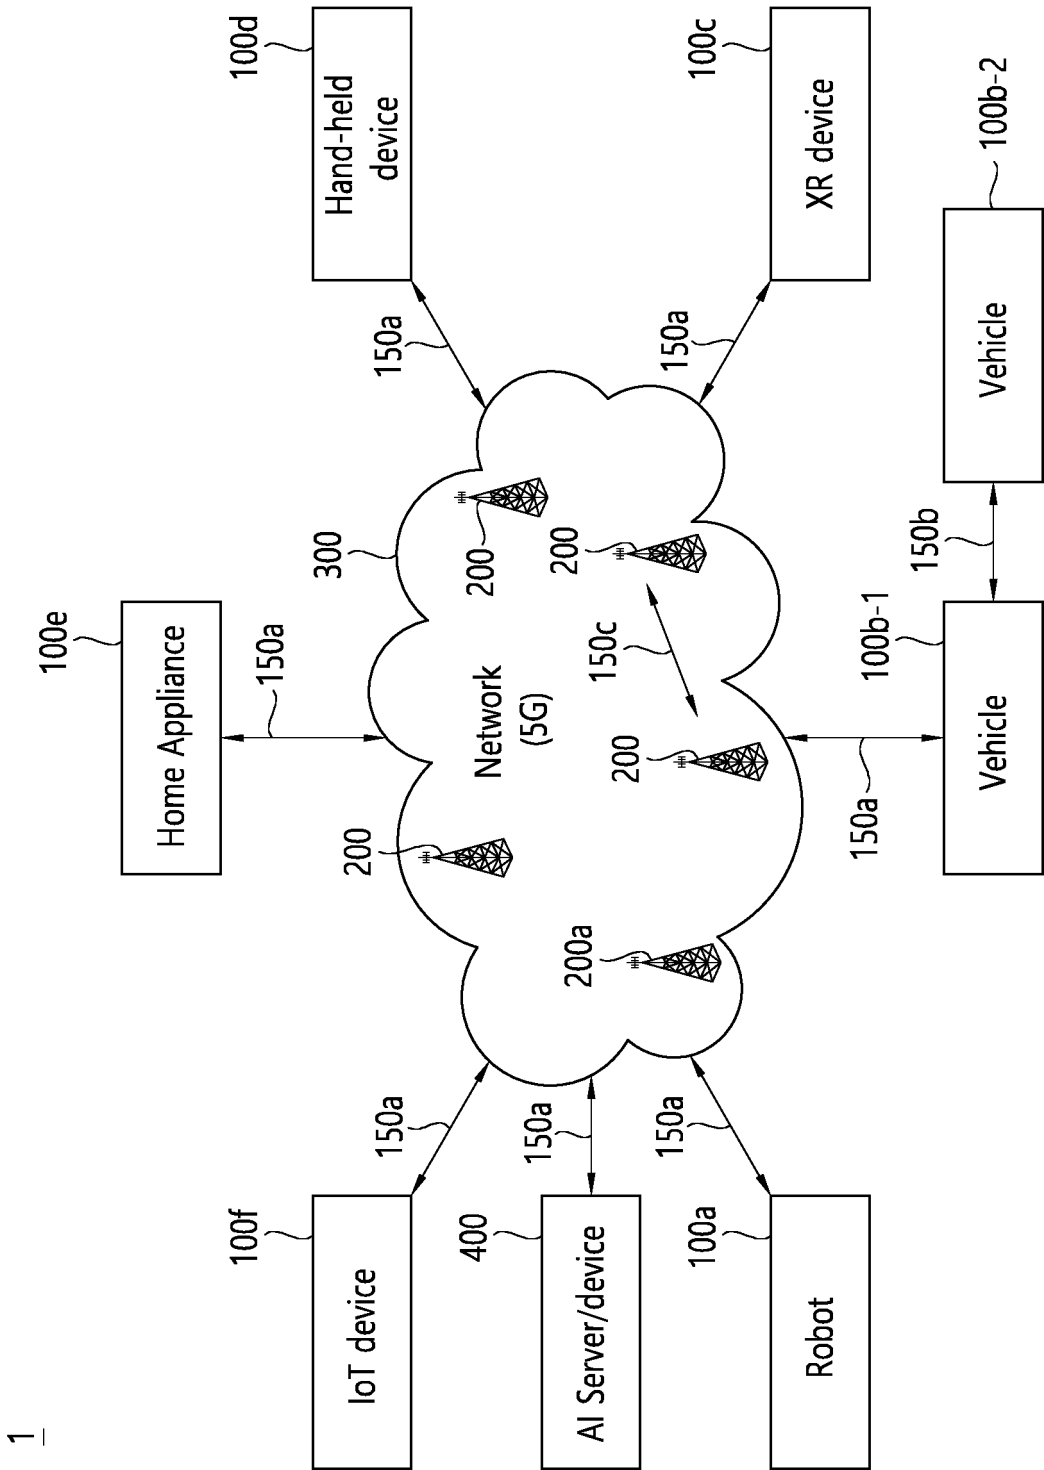 1
100e
Home Appliance
150a
100f
IoT device
150a
300
100d
Hand-held
device
150a
200
200
Network
(5G)
400
AI Server/device
150a
200a
200
150c
200
100a
Robot
150a
100c
XR device
150a
150a
100b-1
Vehicle
150b
100b-2
Vehicle